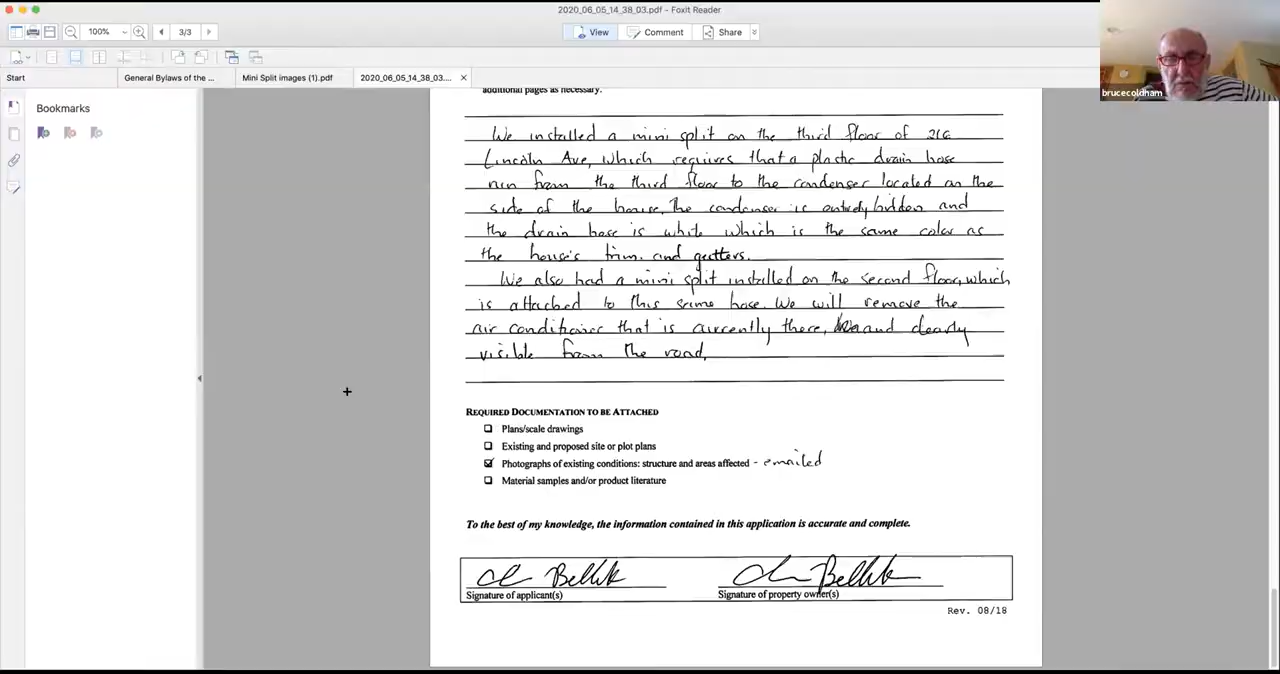 2020_06_05_14_38_03.pdf - Foxit Reader
100%
3/3
View
Comment
Share
Start
General Bylaws of the ...
Mini Split images (1).pdf
2020_06_05_14_38_03....
Bookmarks
brucecoldham
additional pages as necessary.
We installed a mini split on the third floor of 216
Lincoln Ave, which requires that a plastic drain hose
run from the third floor to the condenser located on the
side of the house. The condenser is entirely hidden and
the drain hose is white which is the same color as
the house's trim and gutters.
We also had a mini split installed on the second floor, which
is attached to this same hose. We will remove the
air conditioner that is currently there, and clearly
visible from the road.
REQUIRED DOCUMENTATION TO BE ATTACHED
Plans/scale drawings
Existing and proposed site or plot plans
Photographs of existing conditions: structure and areas affected - emailed
Material samples and/or product literature
To the best of my knowledge, the information contained in this application is accurate and complete.
Signature of applicant(s) Signature of property owner(s)
Rev. 08/18